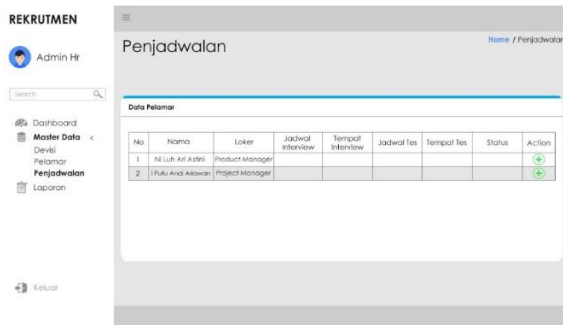 REKRUTMEN
Admin Hr
Search
Dashboard
Master Data
Devisi
Pelamar
Penjadwalan
Laporan
Keluar
Penjadwalan
Home / Penjadwalan
Data Pelamar
No Nama Loker Jadwal Interview Tempat Interview Jadwal Tes Tempat Tes Status Action
1 Ni Luh Ari Astini Product Manager
2 I Putu Andi Ariawan Project Manager